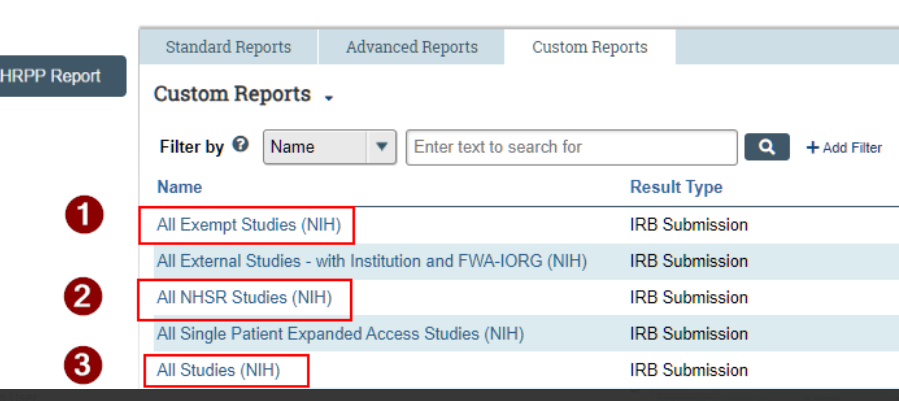 Standard Reports Advanced Reports Custom Reports
HRPP Report
Custom Reports
Filter by ? Name Enter text to search for + Add Filter
Name Result Type
1 All Exempt Studies (NIH) IRB Submission
All External Studies - with Institution and FWA-IORG (NIH) IRB Submission
2 All NHSR Studies (NIH) IRB Submission
All Single Patient Expanded Access Studies (NIH) IRB Submission
3 All Studies (NIH) IRB Submission